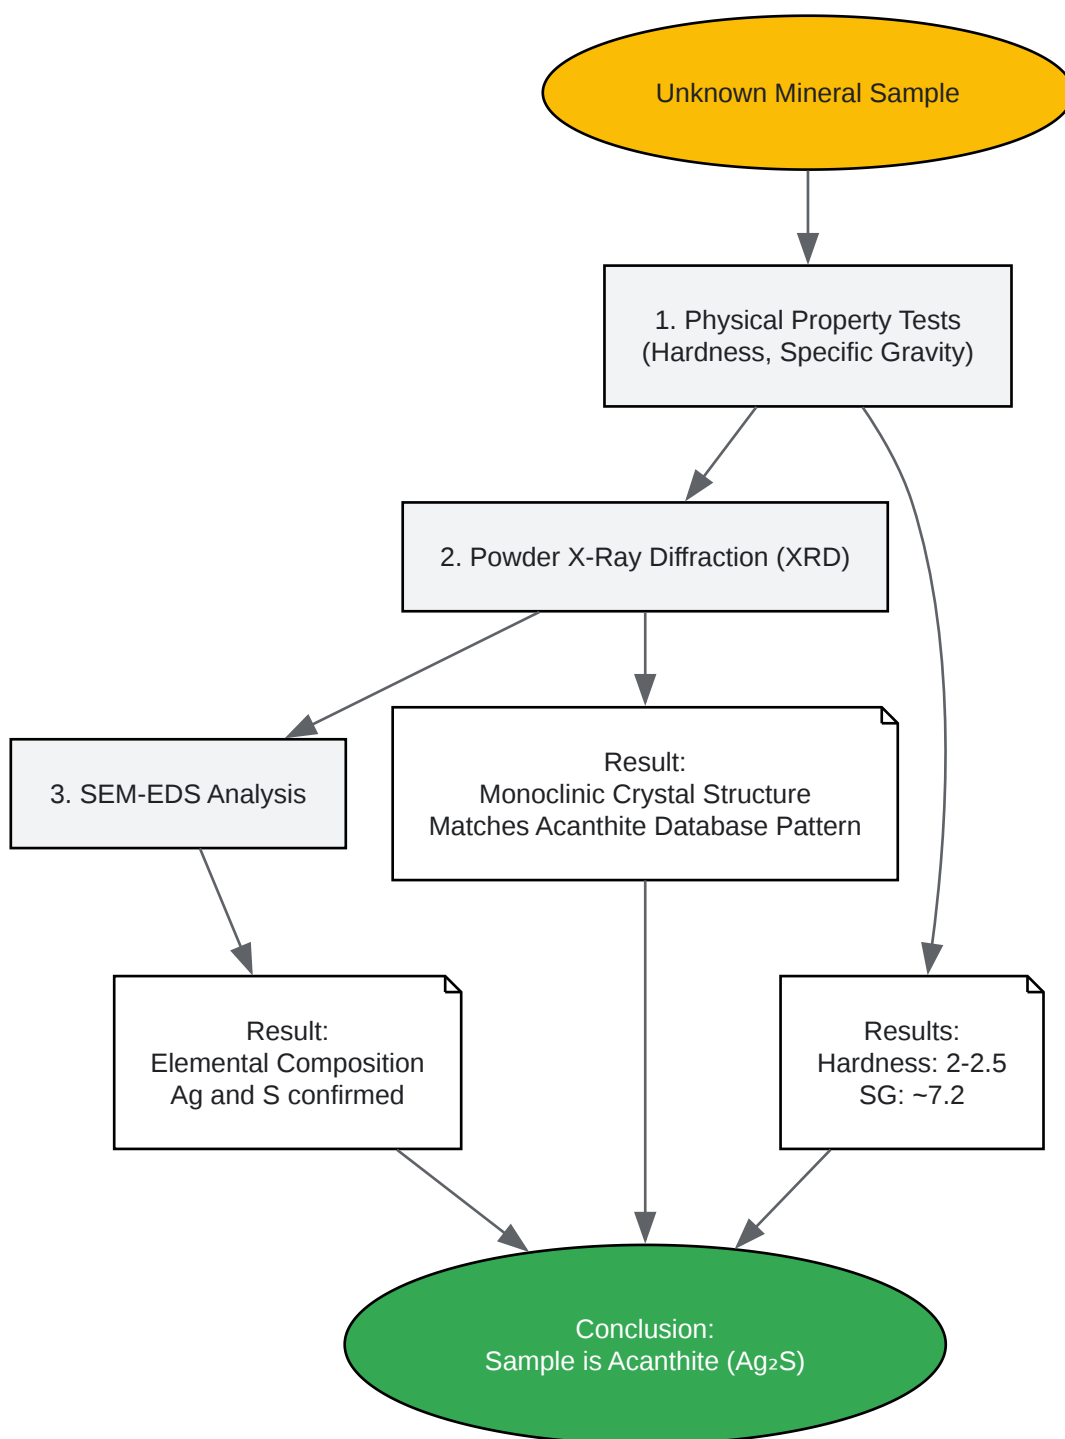 Unknown Mineral Sample
1. Physical Property Tests
(Hardness, Specific Gravity)
2. Powder X-Ray Diffraction (XRD)
3. SEM-EDS Analysis
Result:
Monoclinic Crystal Structure
Matches Acanthite Database Pattern
Result:
Elemental Composition
Ag and S confirmed
Results:
Hardness: 2-2.5
SG: ~7.2
Conclusion:
Sample is Acanthite (Ag₂S)